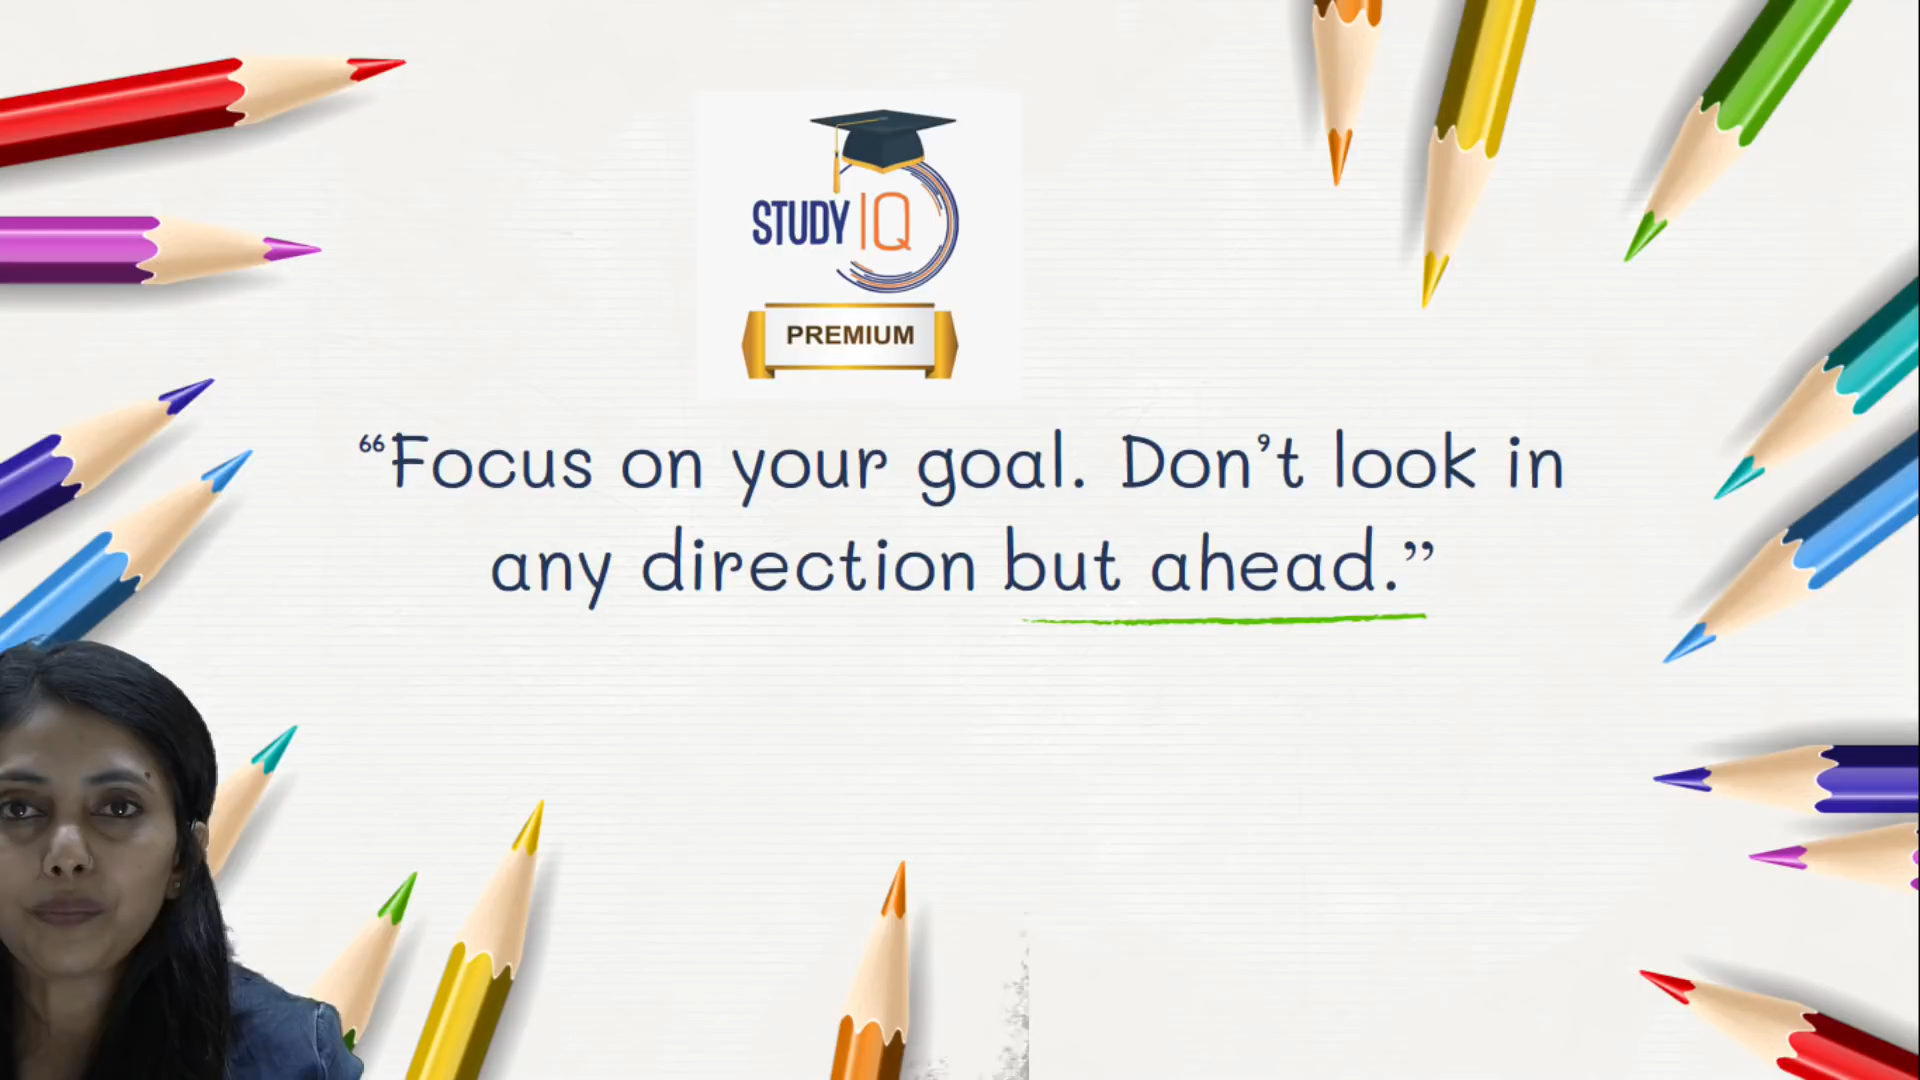 STUDY IQ
PREMIUM
“Focus on your goal. Don’t look in
any direction but ahead.”